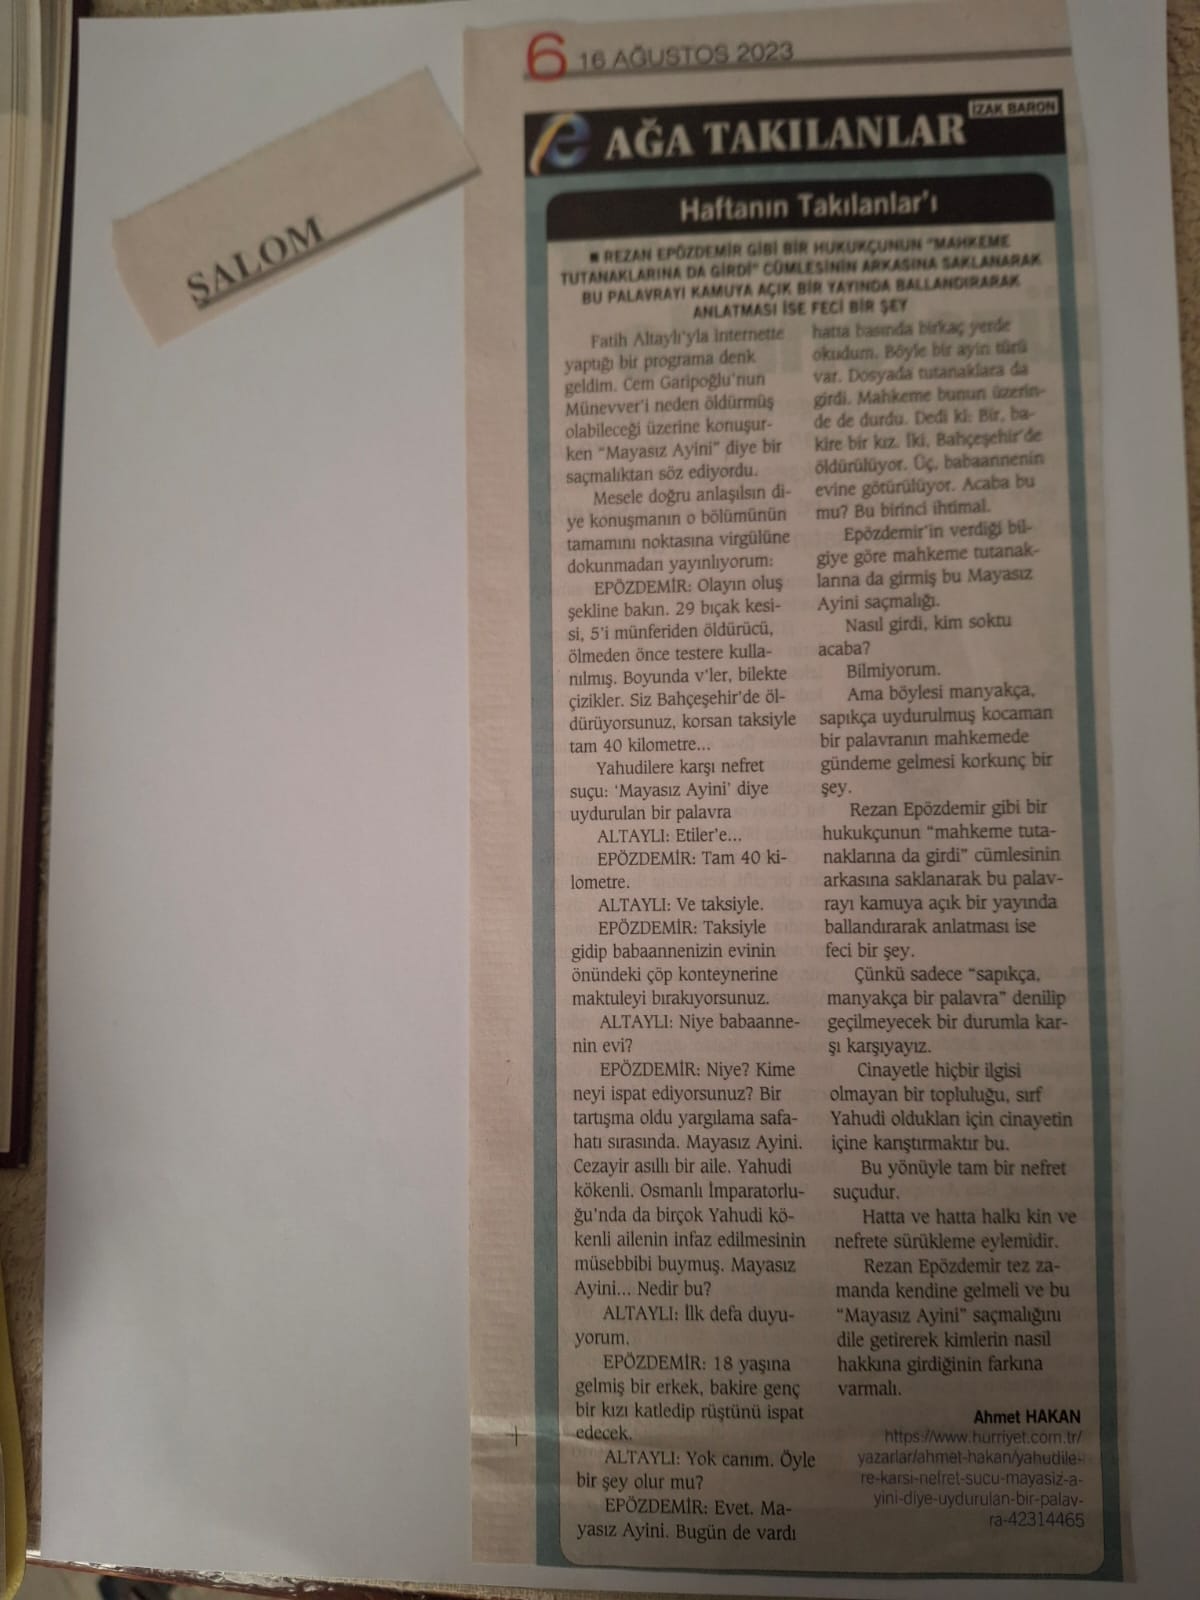 6 16 AĞUSTOS 2023
ŞALOM
İZAK BARON
e AĞA TAKILANLAR
Haftanın Takılanlar'ı
■ REZAN EPÖZDEMİR GİBİ BİR HUKUKÇUNUN "MAHKEME
TUTANAKLARINA DA GİRDİ" CÜMLESİNİN ARKASINA SAKLANARAK
BU PALAVRAYI KAMUYA AÇIK BİR YAYINDA BALLANDIRARAK
ANLATMASI İSE FECİ BİR ŞEY
Fatih Altaylı'yla internette
yaptığı bir programa denk
geldim. Cem Garipoğlu'nun
Münevver'i neden öldürmüş
olabileceği üzerine konuşur-
ken "Mayasız Ayini" diye bir
saçmalıktan söz ediyordu.
Mesele doğru anlaşılsın di-
ye konuşmanın o bölümünün
tamamını noktasına virgülüne
dokunmadan yayınlıyorum:
EPÖZDEMİR: Olayın oluş
şekline bakın. 29 bıçak kesi-
si, 5'i münferiden öldürücü,
ölmeden önce testere kulla-
nılmış. Boyunda v'ler, bilekte
çizikler. Siz Bahçeşehir'de öl-
dürüyorsunuz, korsan taksiyle
tam 40 kilometre...
Yahudilere karşı nefret
suçu: 'Mayasız Ayini' diye
uydurulan bir palavra
ALTAYLI: Etiler'e...
EPÖZDEMİR: Tam 40 ki-
lometre.
ALTAYLI: Ve taksiyle.
EPÖZDEMİR: Taksiyle
gidip babaannenizin evinin
önündeki çöp konteynerine
maktuleyi bırakıyorsunuz.
ALTAYLI: Niye babaanne-
nin evi?
EPÖZDEMİR: Niye? Kime
neyi ispat ediyorsunuz? Bir
tartışma oldu yargılama safa-
hatı sırasında. Mayasız Ayini.
Cezayir asıllı bir aile. Yahudi
kökenli. Osmanlı İmparatorlu-
ğu'nda da birçok Yahudi kö-
kenli ailenin infaz edilmesinin
müsebbibi buymuş. Mayasız
Ayini... Nedir bu?
ALTAYLI: İlk defa duyu-
yorum.
EPÖZDEMİR: 18 yaşına
gelmiş bir erkek, bakire genç
bir kızı katledip rüştünü ispat
edecek.
ALTAYLI: Yok canım. Öyle
bir şey olur mu?
EPÖZDEMİR: Evet. Ma-
yasız Ayini. Bugün de vardı
hatta basında birkaç yerde
okudum. Böyle bir ayin türü
var. Dosyada tutanaklara da
girdi. Mahkeme bunun üzerin-
de de durdu. Dedi ki: Bir, ba-
kire bir kız. İki, Bahçeşehir'de
öldürülüyor. Üç, babaannenin
evine götürülüyor. Acaba bu
mu? Bu birinci ihtimal.
Epözdemir'in verdiği bil-
giye göre mahkeme tutanak-
larına da girmiş bu Mayasız
Ayini saçmalığı.
Nasıl girdi, kim soktu
acaba?
Bilmiyorum.
Ama böylesi manyakça,
sapıkça uydurulmuş kocaman
bir palavranın mahkemede
gündeme gelmesi korkunç bir
şey.
Rezan Epözdemir gibi bir
hukukçunun "mahkeme tuta-
naklarına da girdi" cümlesinin
arkasına saklanarak bu palav-
rayı kamuya açık bir yayında
ballandırarak anlatması ise
feci bir şey.
Çünkü sadece "sapıkça,
manyakça bir palavra" denilip
geçilmeyecek bir durumla kar-
şı karşıyayız.
Cinayetle hiçbir ilgisi
olmayan bir topluluğu, sırf
Yahudi oldukları için cinayetin
içine karıştırmaktır bu.
Bu yönüyle tam bir nefret
suçudur.
Hatta ve hatta halkı kin ve
nefrete sürükleme eylemidir.
Rezan Epözdemir tez za-
manda kendine gelmeli ve bu
"Mayasız Ayini" saçmalığını
dile getirerek kimlerin nasıl
hakkına girdiğinin farkına
varmalı.
Ahmet HAKAN
https://www.hurriyet.com.tr/
yazarlar/ahmet-hakan/yahudile-
re-karsi-nefret-sucu-mayasiz-a-
yini-diye-uydurulan-bir-palav-
ra-42314465